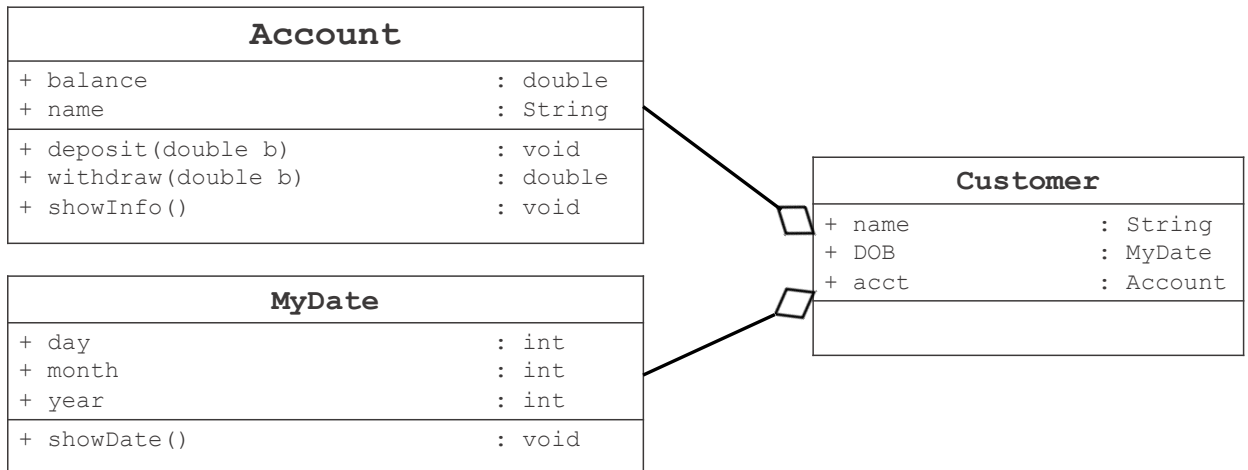 Account
+ balance : double
+ name : String
+ deposit(double b) : void
+ withdraw(double b) : double
+ showInfo() : void
Customer
+ name : String
+ DOB : MyDate
+ acct : Account
MyDate
+ day : int
+ month : int
+ year : int
+ showDate() : void